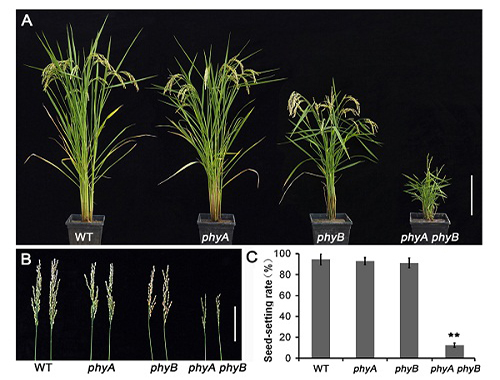 A
WT phyA phyB phyA phyB
B
WT phyA phyB phyA phyB
C
Seed-setting rate (%)
100
80
60
40
20
0
**
WT phyA phyB phyA phyB